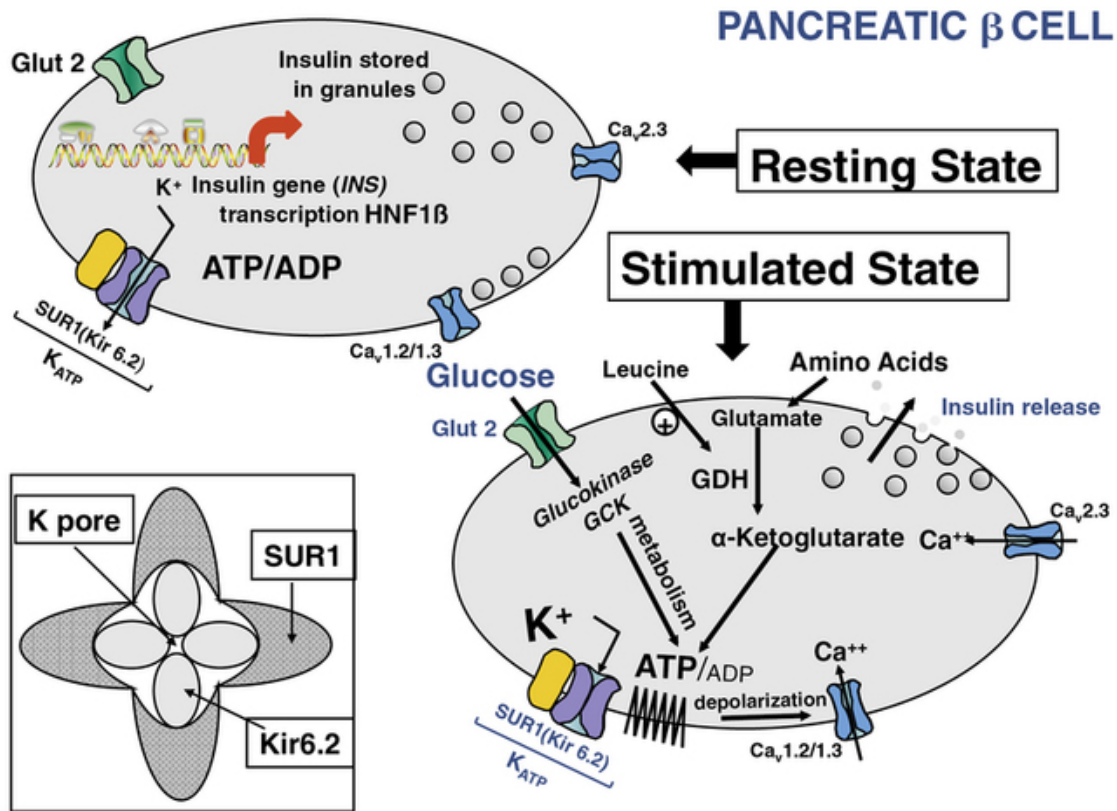 PANCREATIC β CELL
Glut 2
Insulin stored
in granules
Cav2.3
Resting State
K+ Insulin gene (INS)
transcription HNF1ß
ATP/ADP
SUR1(Kir 6.2)
KATP
Cav1.2/1.3
Stimulated State
Glucose
Leucine
Amino Acids
Glut 2
+
Glutamate
Insulin release
Glucokinase
GCK
metabolism
GDH
Cav2.3
α-Ketoglutarate
Ca++
K+
ATP/ADP
Ca++
depolarization
SUR1(Kir 6.2)
KATP
Cav1.2/1.3
K pore
SUR1
Kir6.2